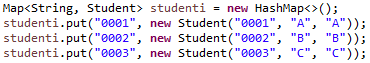 Map<String, Student> studenti = new HashMap<>();
studenti.put("0001", new Student("0001", "A", "A"));
studenti.put("0002", new Student("0002", "B", "B"));
studenti.put("0003", new Student("0003", "C", "C"));